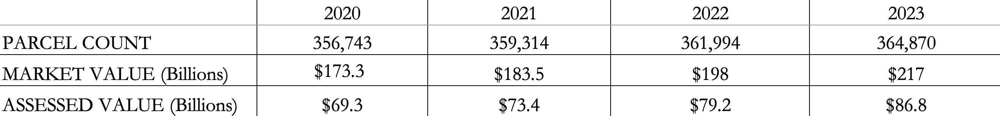 2020 2021 2022 2023
PARCEL COUNT 356,743 359,314 361,994 364,870
MARKET VALUE (Billions) $173.3 $183.5 $198 $217
ASSESSED VALUE (Billions) $69.3 $73.4 $79.2 $86.8